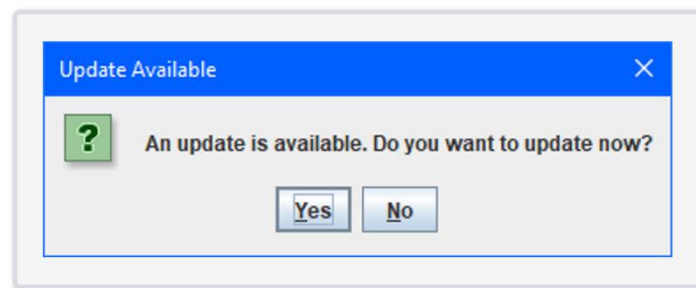 Update Available
An update is available. Do you want to update now?
Yes No